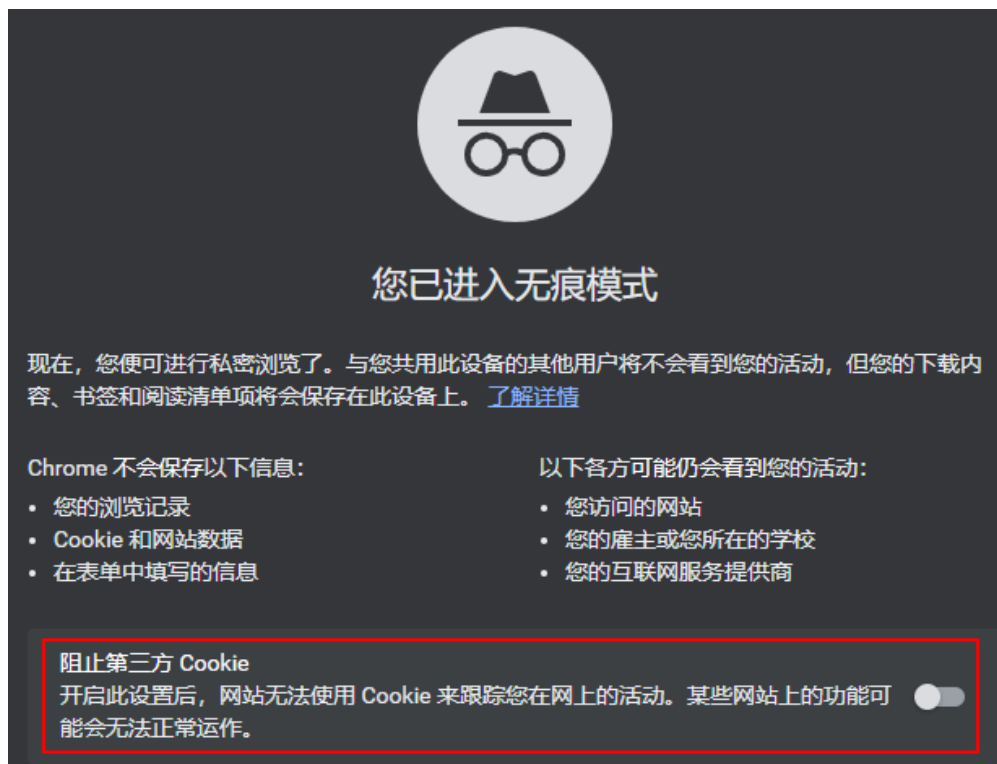 您已进入无痕模式
现在，您便可进行私密浏览了。与您共用此设备的其他用户将不会看到您的活动，但您的下载内
容、书签和阅读清单项将会保存在此设备上。 了解详情
Chrome 不会保存以下信息：
• 您的浏览记录
• Cookie 和网站数据
• 在表单中填写的信息
以下各方可能仍会看到您的活动：
• 您访问的网站
• 您的雇主或您所在的学校
• 您的互联网服务提供商
阻止第三方 Cookie
开启此设置后，网站无法使用 Cookie 来跟踪您在网上的活动。某些网站上的功能可
能会无法正常运作。